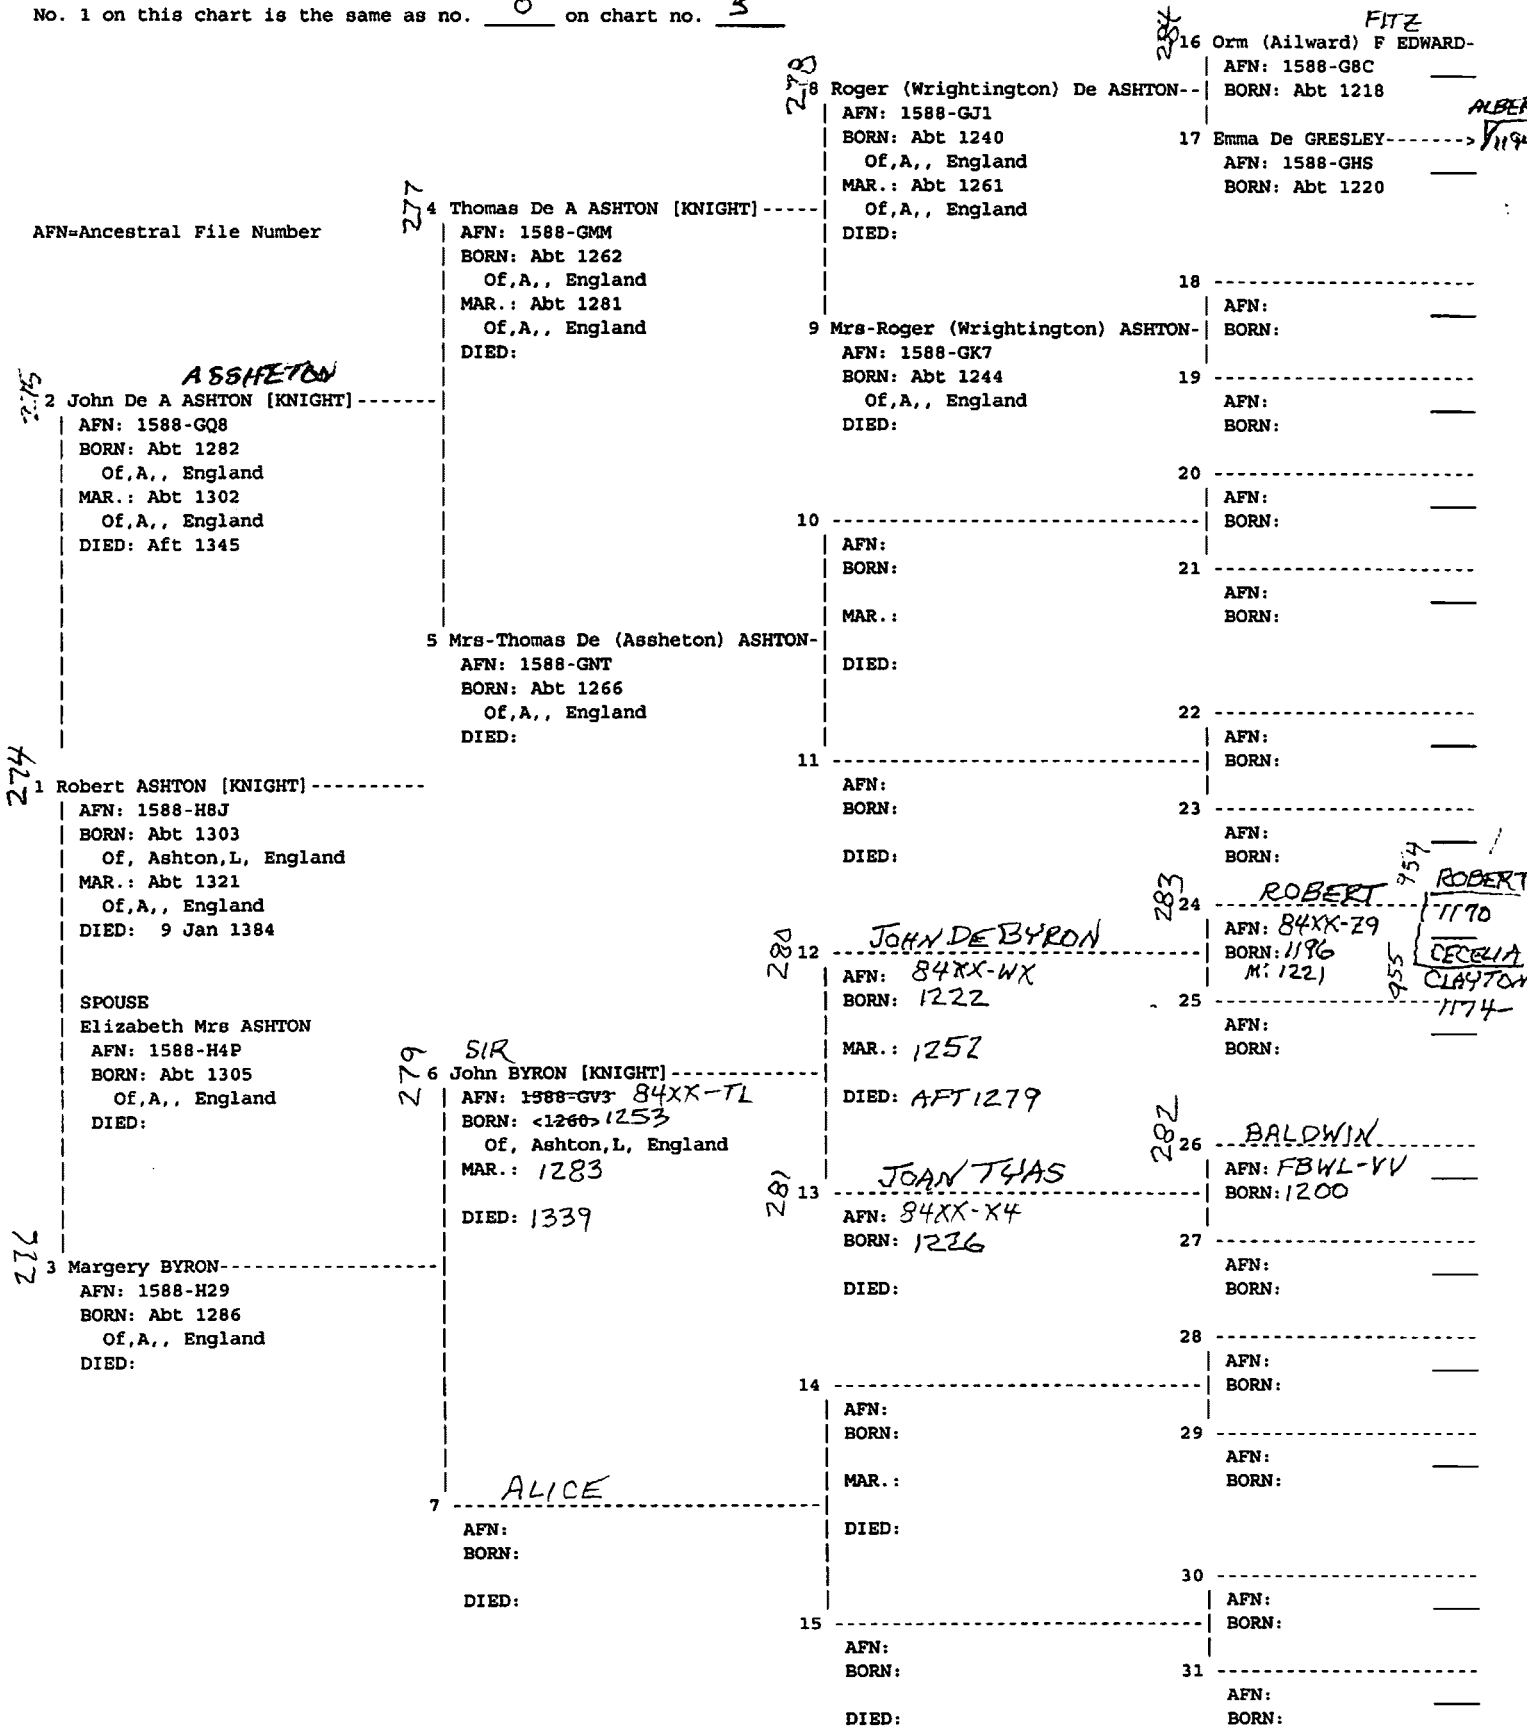 No. 1 on this chart is the same as no. on chart no.
AFN=Ancestral File Number
274
1 Robert ASHTON [KNIGHT]
AFN: 1588-H8J
BORN: Abt 1303
Of, Ashton,L, England
MAR.: Abt 1321
Of,A,, England
DIED: 9 Jan 1384
SPOUSE
Elizabeth Mrs ASHTON
AFN: 1588-H4P
BORN: Abt 1305
Of,A,, England
DIED:
ASSHETON
2 John De A ASHTON [KNIGHT]
AFN: 1588-GQ8
BORN: Abt 1282
Of,A,, England
MAR.: Abt 1302
Of,A,, England
DIED: Aft 1345
3 Margery BYRON
AFN: 1588-H29
BORN: Abt 1286
Of,A,, England
DIED:
277
4 Thomas De A ASHTON [KNIGHT]
AFN: 1588-GMM
BORN: Abt 1262
Of,A,, England
MAR.: Abt 1281
Of,A,, England
DIED:
5 Mrs-Thomas De (Assheton) ASHTON-
AFN: 1588-GNT
BORN: Abt 1266
Of,A,, England
DIED:
279
SIR
6 John BYRON [KNIGHT]
AFN: 1588-GV3 84XX-TL
BORN: <1260> 1253
Of, Ashton,L, England
MAR.: 1283
DIED: 1339
ALICE
7
AFN:
BORN:
DIED:
278
8 Roger (Wrightington) De ASHTON--
AFN: 1588-GJ1
BORN: Abt 1240
Of,A,, England
MAR.: Abt 1261
Of,A,, England
DIED:
9 Mrs-Roger (Wrightington) ASHTON-
AFN: 1588-GK7
BORN: Abt 1244
Of,A,, England
DIED:
10
AFN:
BORN:
MAR.:
DIED:
11
AFN:
BORN:
DIED:
280
12 JOHN DE BYRON
AFN: 84XX-WX
BORN: 1222
MAR.: 1252
DIED: AFT 1279
281
13 JOAN TYAS
AFN: 84XX-X4
BORN: 1226
DIED:
14
AFN:
BORN:
MAR.:
DIED:
15
AFN:
BORN:
DIED:
284
FITZ
16 Orm (Ailward) F EDWARD-
AFN: 1588-G8C
BORN: Abt 1218
17 Emma De GRESLEY------->
AFN: 1588-GHS
BORN: Abt 1220
18
AFN:
BORN:
19
AFN:
BORN:
20
AFN:
BORN:
21
AFN:
BORN:
22
AFN:
BORN:
23
AFN:
BORN:
283
24 ROBERT
AFN: 84XX-Z9
BORN: 1196
M: 1221
954
ROBERT
1170
955
CECELIA
CLAYTON
1174-
25
AFN:
BORN:
282
26 BALDWIN
AFN: FBWL-VV
BORN: 1200
27
AFN:
BORN:
28
AFN:
BORN:
29
AFN:
BORN:
30
AFN:
BORN:
31
AFN:
BORN: